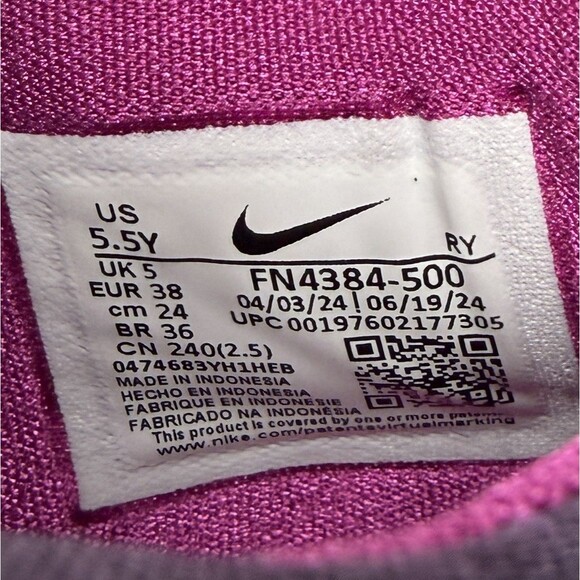 US
5.5Y
RY
UK 5
EUR 38
cm 24
BR 36
CN 240(2.5)
FN4384-500
04/03/24 | 06/19/24
UPC 00197602177305
0474683YH1HEB
MADE IN INDONESIA
HECHO EN INDONESIA
FABRIQUE EN INDONESIE
FABRICADO NA INDONESIA
This product is covered by one or more
www.nike.com/patents-virtualmarking